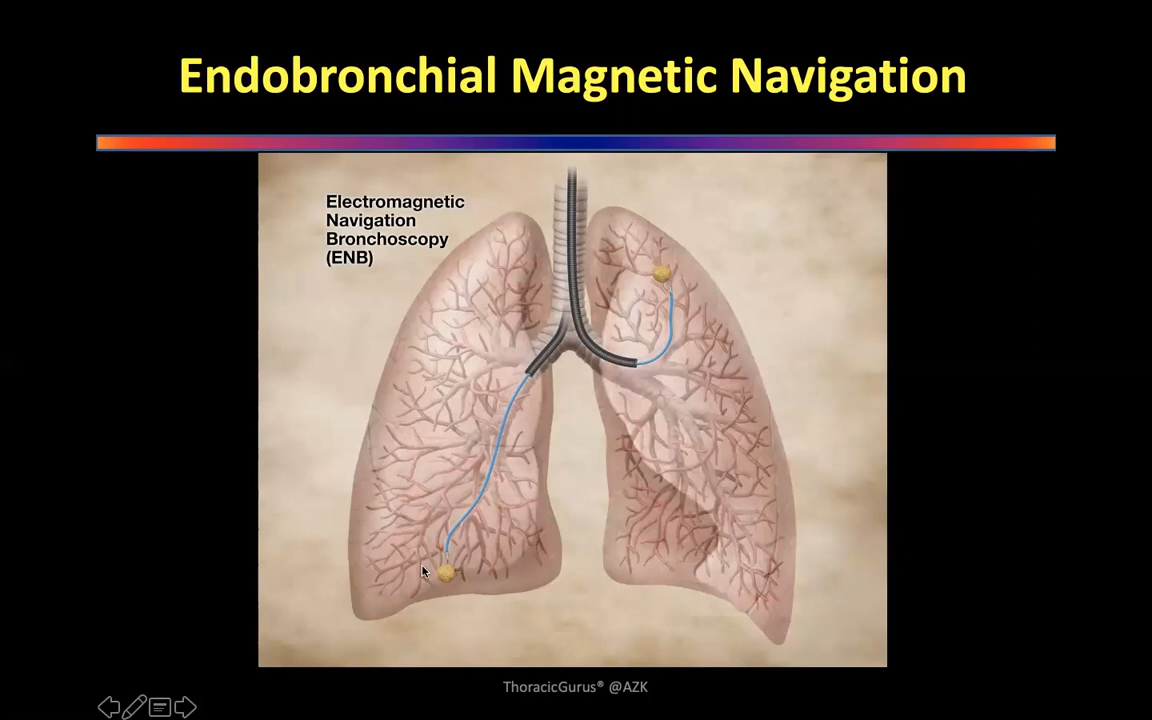 Endobronchial Magnetic Navigation
Electromagnetic
Navigation
Bronchoscopy
(ENB)
ThoracicGurus® @AZK